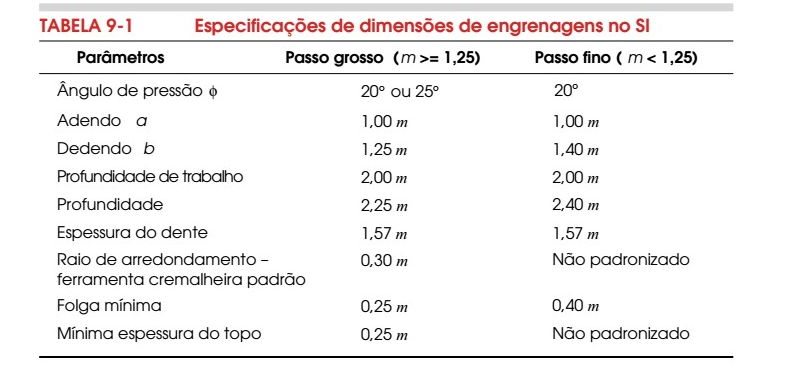 TABELA 9-1 Especificações de dimensões de engrenagens no SI
Parâmetros Passo grosso (m >= 1,25) Passo fino ( m < 1,25)
Ângulo de pressão ϕ 20° ou 25° 20°
Adendo a 1,00 m 1,00 m
Dedendo b 1,25 m 1,40 m
Profundidade de trabalho 2,00 m 2,00 m
Profundidade 2,25 m 2,40 m
Espessura do dente 1,57 m 1,57 m
Raio de arredondamento – 0,30 m Não padronizado
ferramenta cremalheira padrão
Folga mínima 0,25 m 0,40 m
Mínima espessura do topo 0,25 m Não padronizado